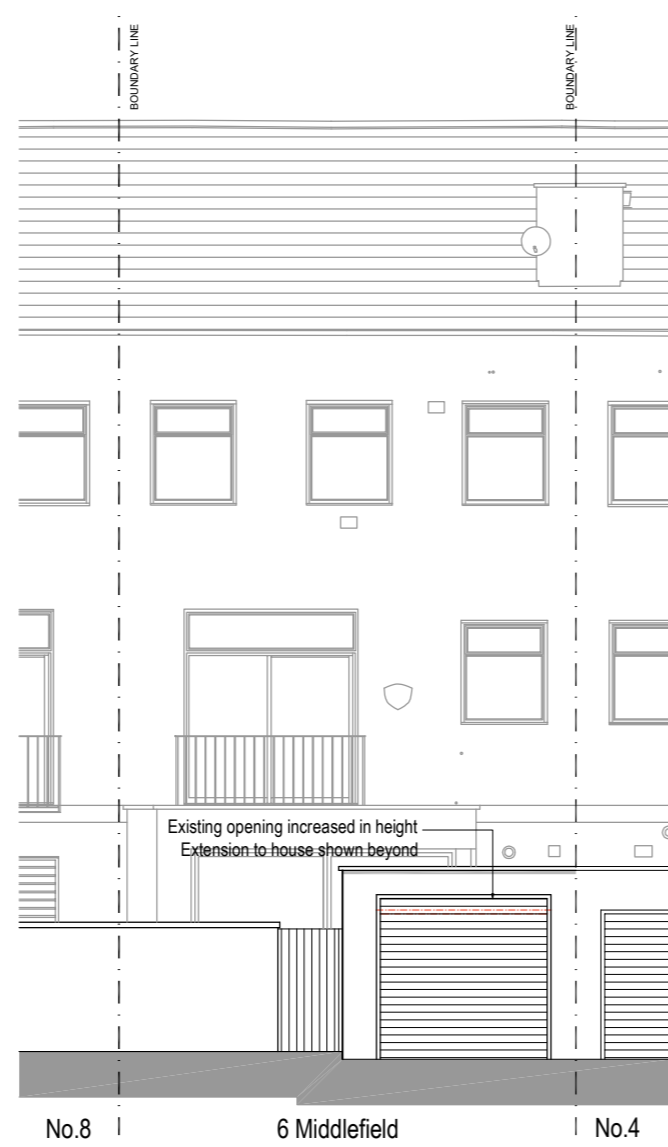 BOUNDARY LINE
BOUNDARY LINE
Existing opening increased in height
Extension to house shown beyond
No.8
6 Middlefield
No.4